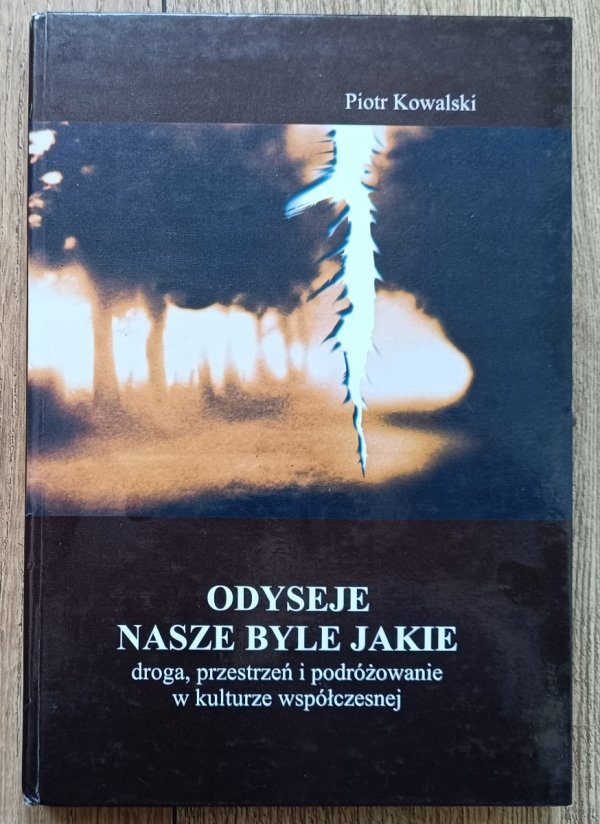 Piotr Kowalski
ODYSEJE
NASZE BYLE JAKIE
droga, przestrzeń i podróżowanie
w kulturze współczesnej